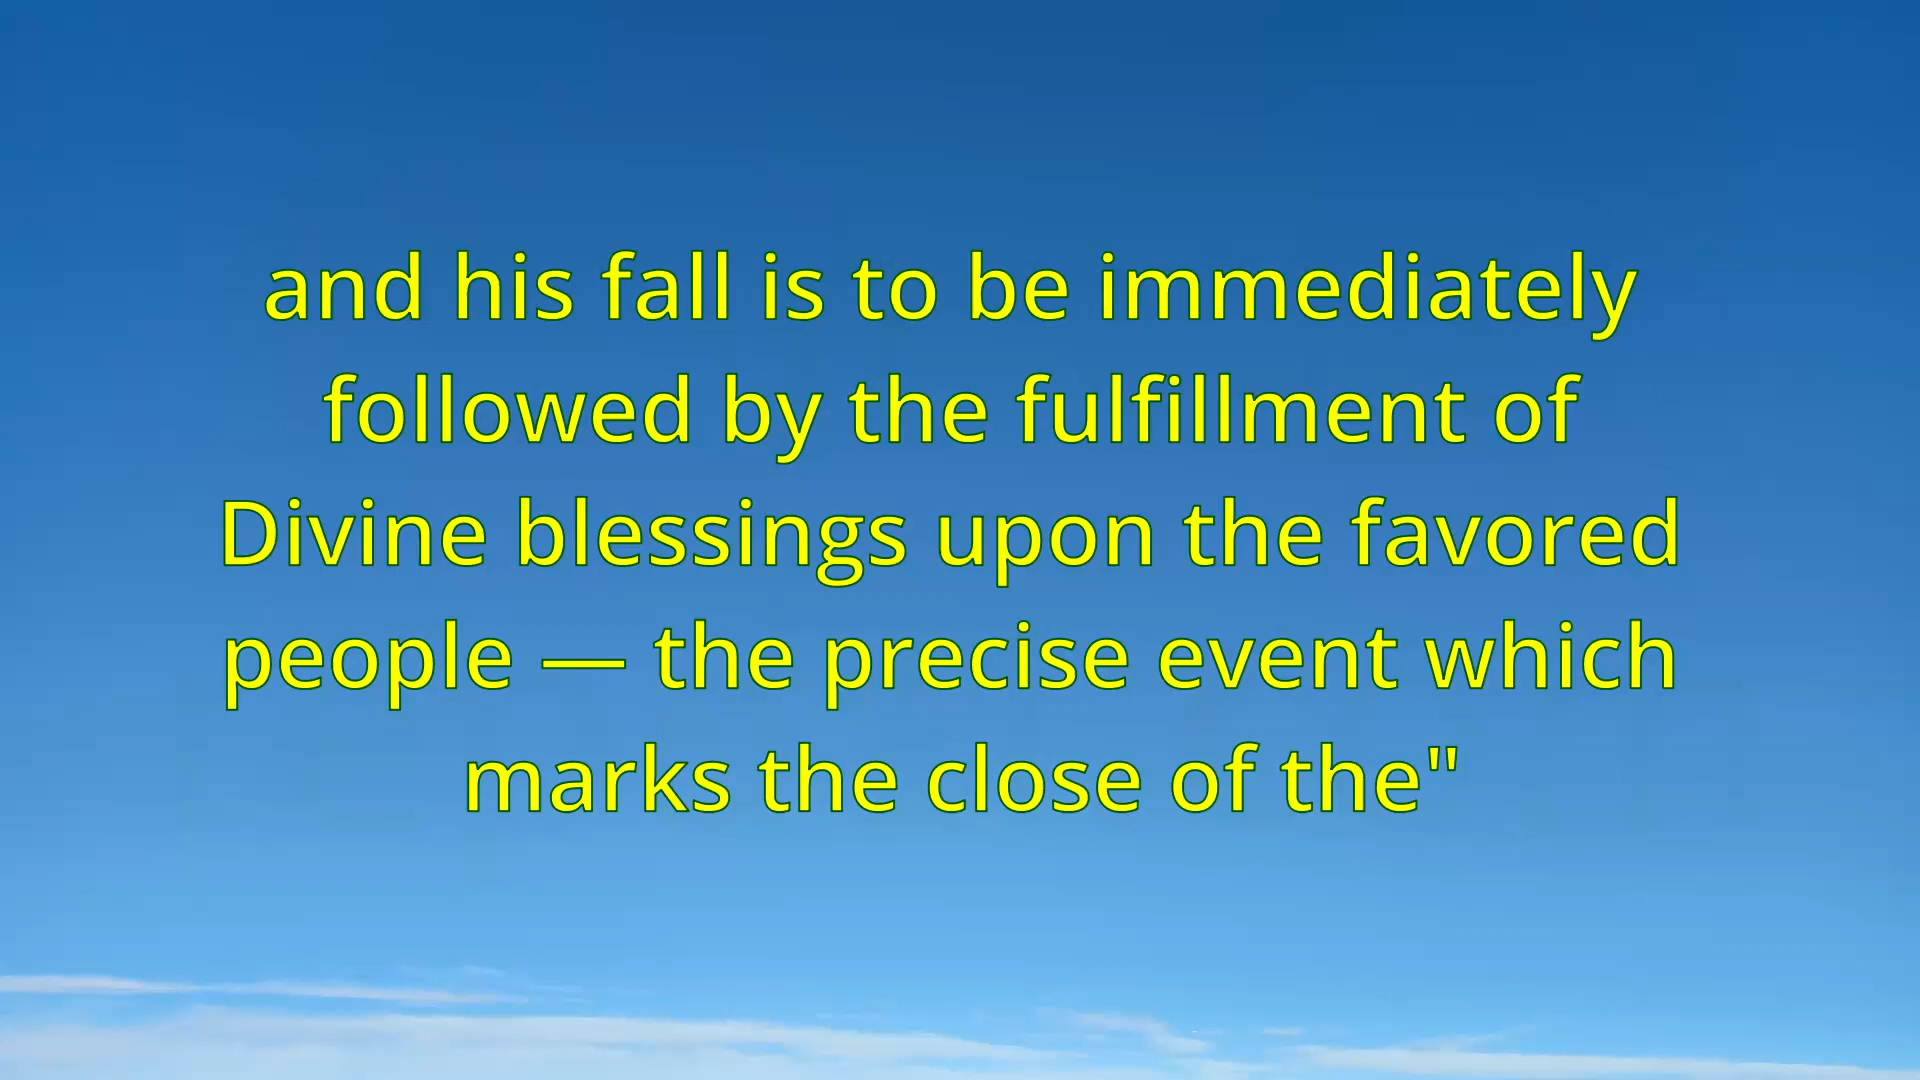 and his fall is to be immediately
followed by the fulfillment of
Divine blessings upon the favored
people — the precise event which
marks the close of the"